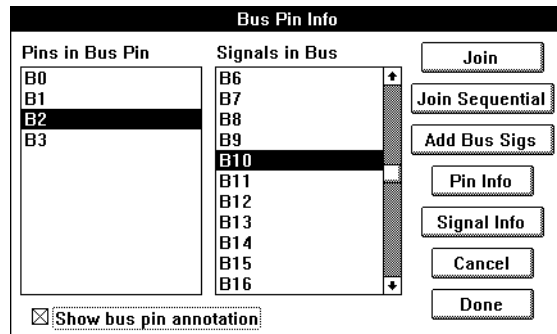 Bus Pin Info
Pins in Bus Pin
B0
B1
B2
B3
Signals in Bus
B6
B7
B8
B9
B10
B11
B12
B13
B14
B15
B16
Join
Join Sequential
Add Bus Sigs
Pin Info
Signal Info
Cancel
Done
Show bus pin annotation